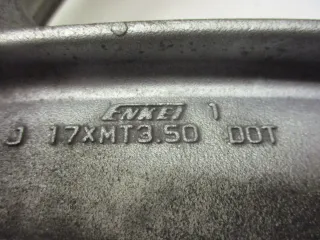 ENKEI 1
J 17XMT3.50 DOT